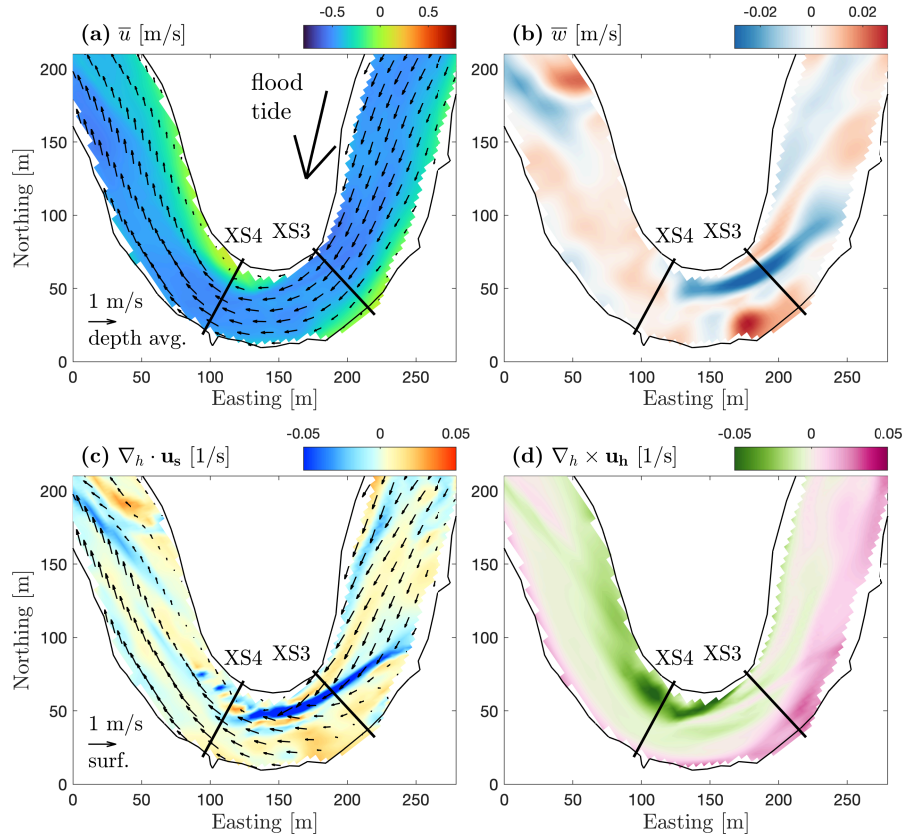 -0.5 0 0.5
-0.03 0 0.03
(a) u̅ [m/s]
(b) w̅ [m/s]
200
150
100
50
0
Northing [m]
flood
tide
XS4 XS3
1 m/s
depth avg.
XS4 XS3
200
150
100
50
0
0 50 100 150 200 250
Easting [m]
0 50 100 150 200 250
Easting [m]
-0.05 0 0.05
-0.05 0 0.05
(c) ∇h · us [1/s]
(d) ∇h × uh [1/s]
200
150
100
50
0
Northing [m]
XS4 XS3
1 m/s
surf.
XS4 XS3
200
150
100
50
0
0 50 100 150 200 250
Easting [m]
0 50 100 150 200 250
Easting [m]